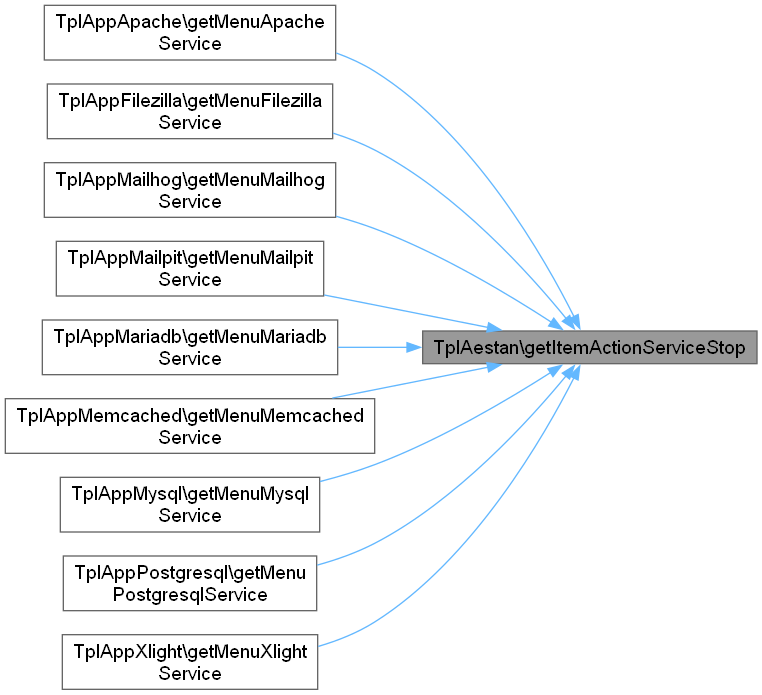 TplAppApache\getMenuApache
Service
TplAppFilezilla\getMenuFilezilla
Service
TplAppMailhog\getMenuMailhog
Service
TplAppMailpit\getMenuMailpit
Service
TplAppMariadb\getMenuMariadb
Service
TplAestan\getItemActionServiceStop
TplAppMemcached\getMenuMemcached
Service
TplAppMysql\getMenuMysql
Service
TplAppPostgresql\getMenu
PostgresqlService
TplAppXlight\getMenuXlight
Service